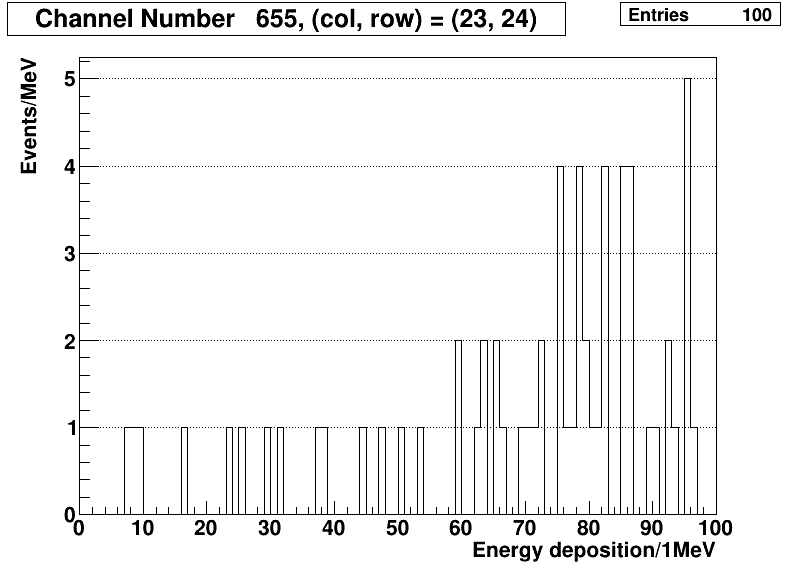 Channel Number 655, (col, row) = (23, 24)
Entries 100
Events/MeV
5
4
3
2
1
0
0 10 20 30 40 50 60 70 80 90 100
Energy deposition/1MeV